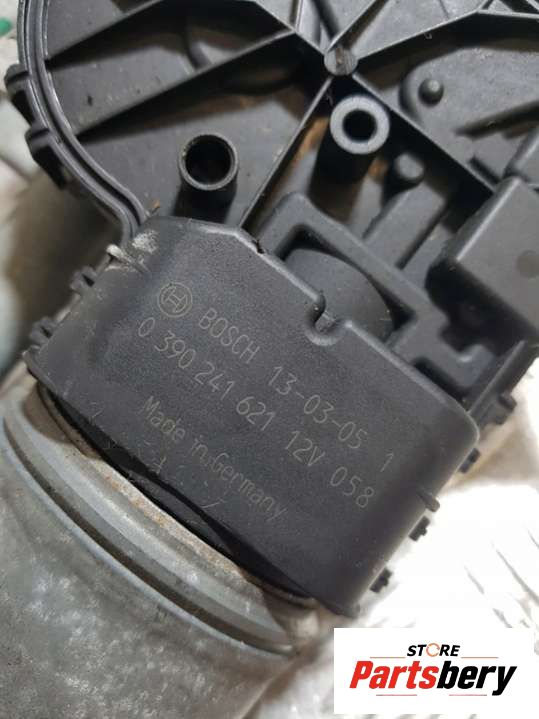 BOSCH 13-03-05 1
0 390 241 621 12V 058
Made in Germany
STORE
Partsbery